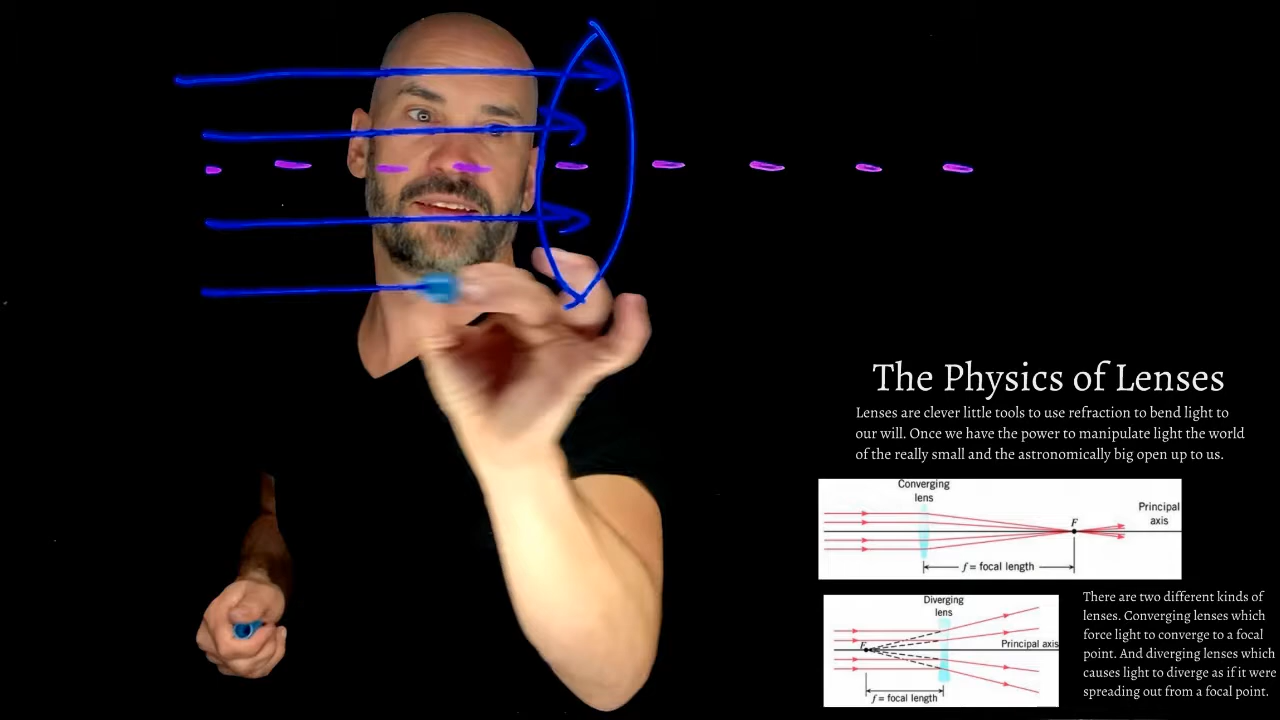 The Physics of Lenses
Lenses are clever little tools to use refraction to bend light to
our will. Once we have the power to manipulate light the world
of the really small and the astronomically big open up to us.
Converging
lens
Principal
axis
F
f = focal length
Diverging
lens
Principal axis
F
f = focal length
There are two different kinds of
lenses. Converging lenses which
force light to converge to a focal
point. And diverging lenses which
causes light to diverge as if it were
spreading out from a focal point.